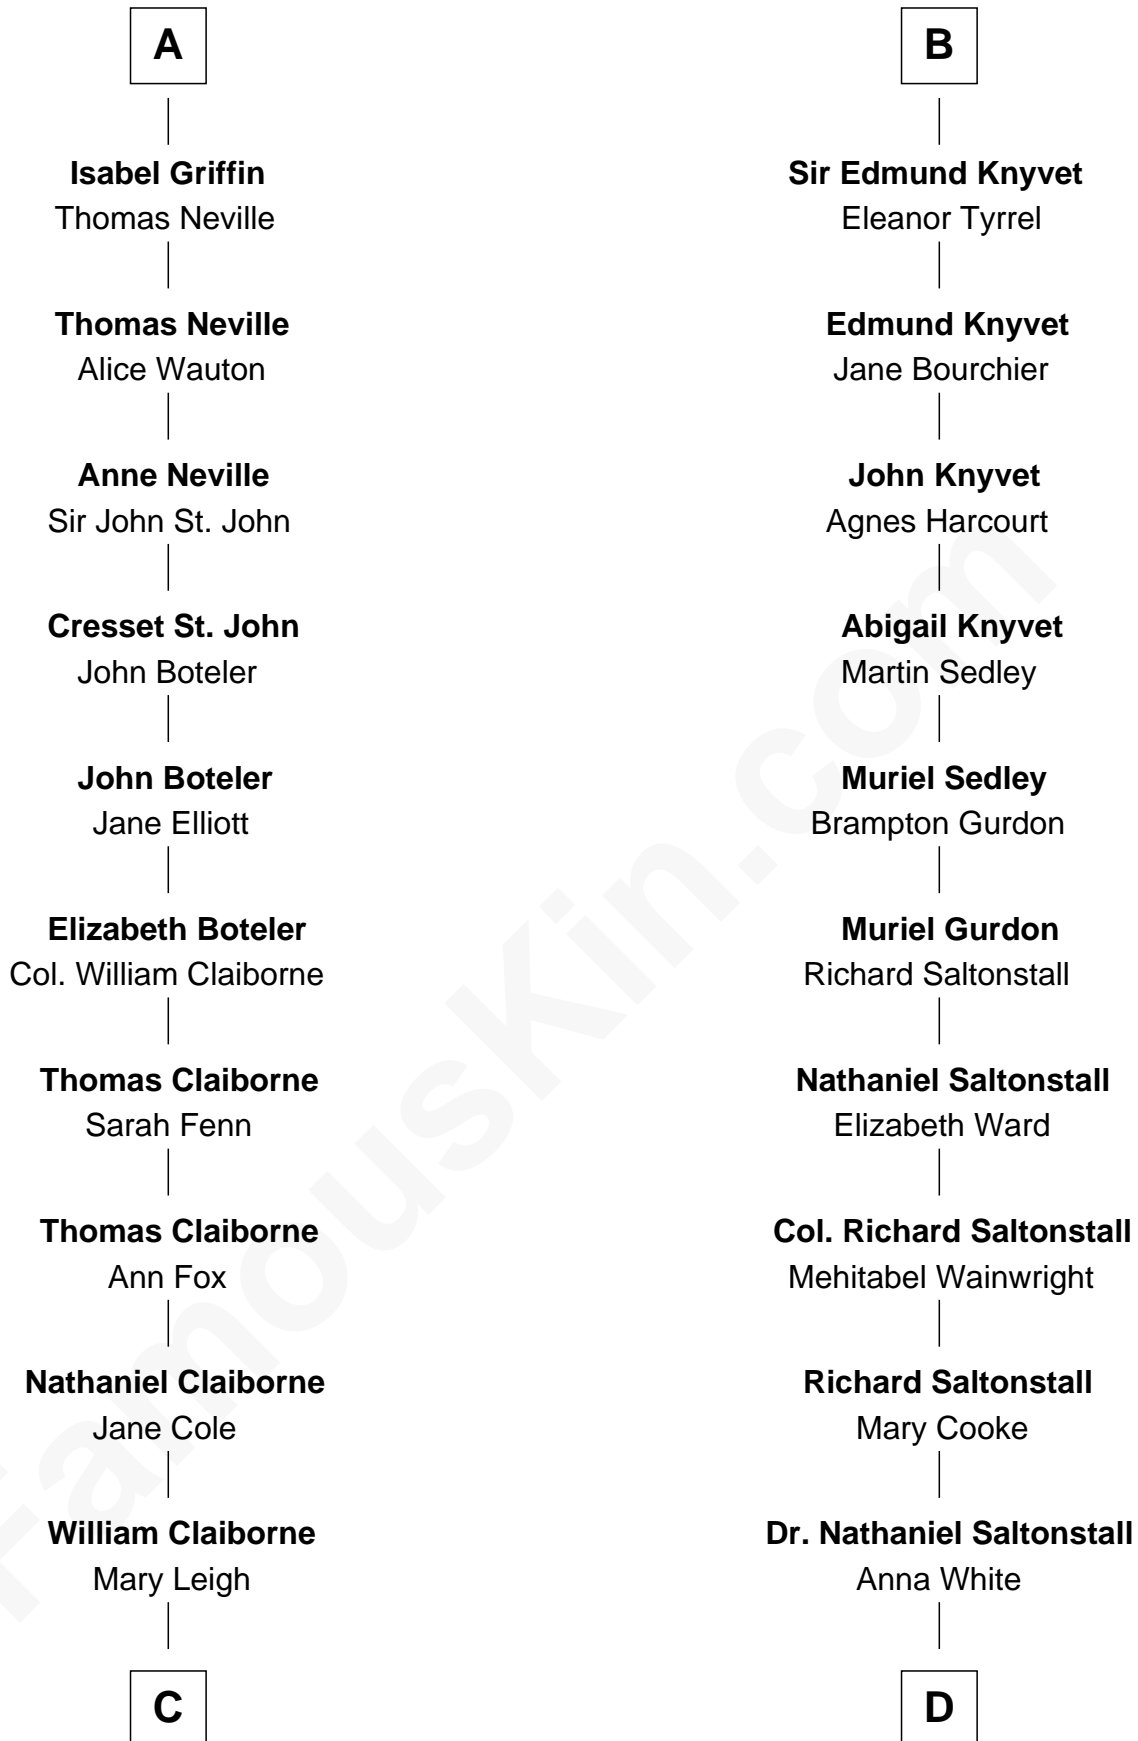 A
Isabel Griffin
Thomas Neville
Thomas Neville
Alice Wauton
Anne Neville
Sir John St. John
Cresset St. John
John Boteler
John Boteler
Jane Elliott
Elizabeth Boteler
Col. William Claiborne
Thomas Claiborne
Sarah Fenn
Thomas Claiborne
Ann Fox
Nathaniel Claiborne
Jane Cole
William Claiborne
Mary Leigh
C
B
Sir Edmund Knyvet
Eleanor Tyrrel
Edmund Knyvet
Jane Bourchier
John Knyvet
Agnes Harcourt
Abigail Knyvet
Martin Sedley
Muriel Sedley
Brampton Gurdon
Muriel Gurdon
Richard Saltonstall
Nathaniel Saltonstall
Elizabeth Ward
Col. Richard Saltonstall
Mehitabel Wainwright
Richard Saltonstall
Mary Cooke
Dr. Nathaniel Saltonstall
Anna White
D
FamousKin.com